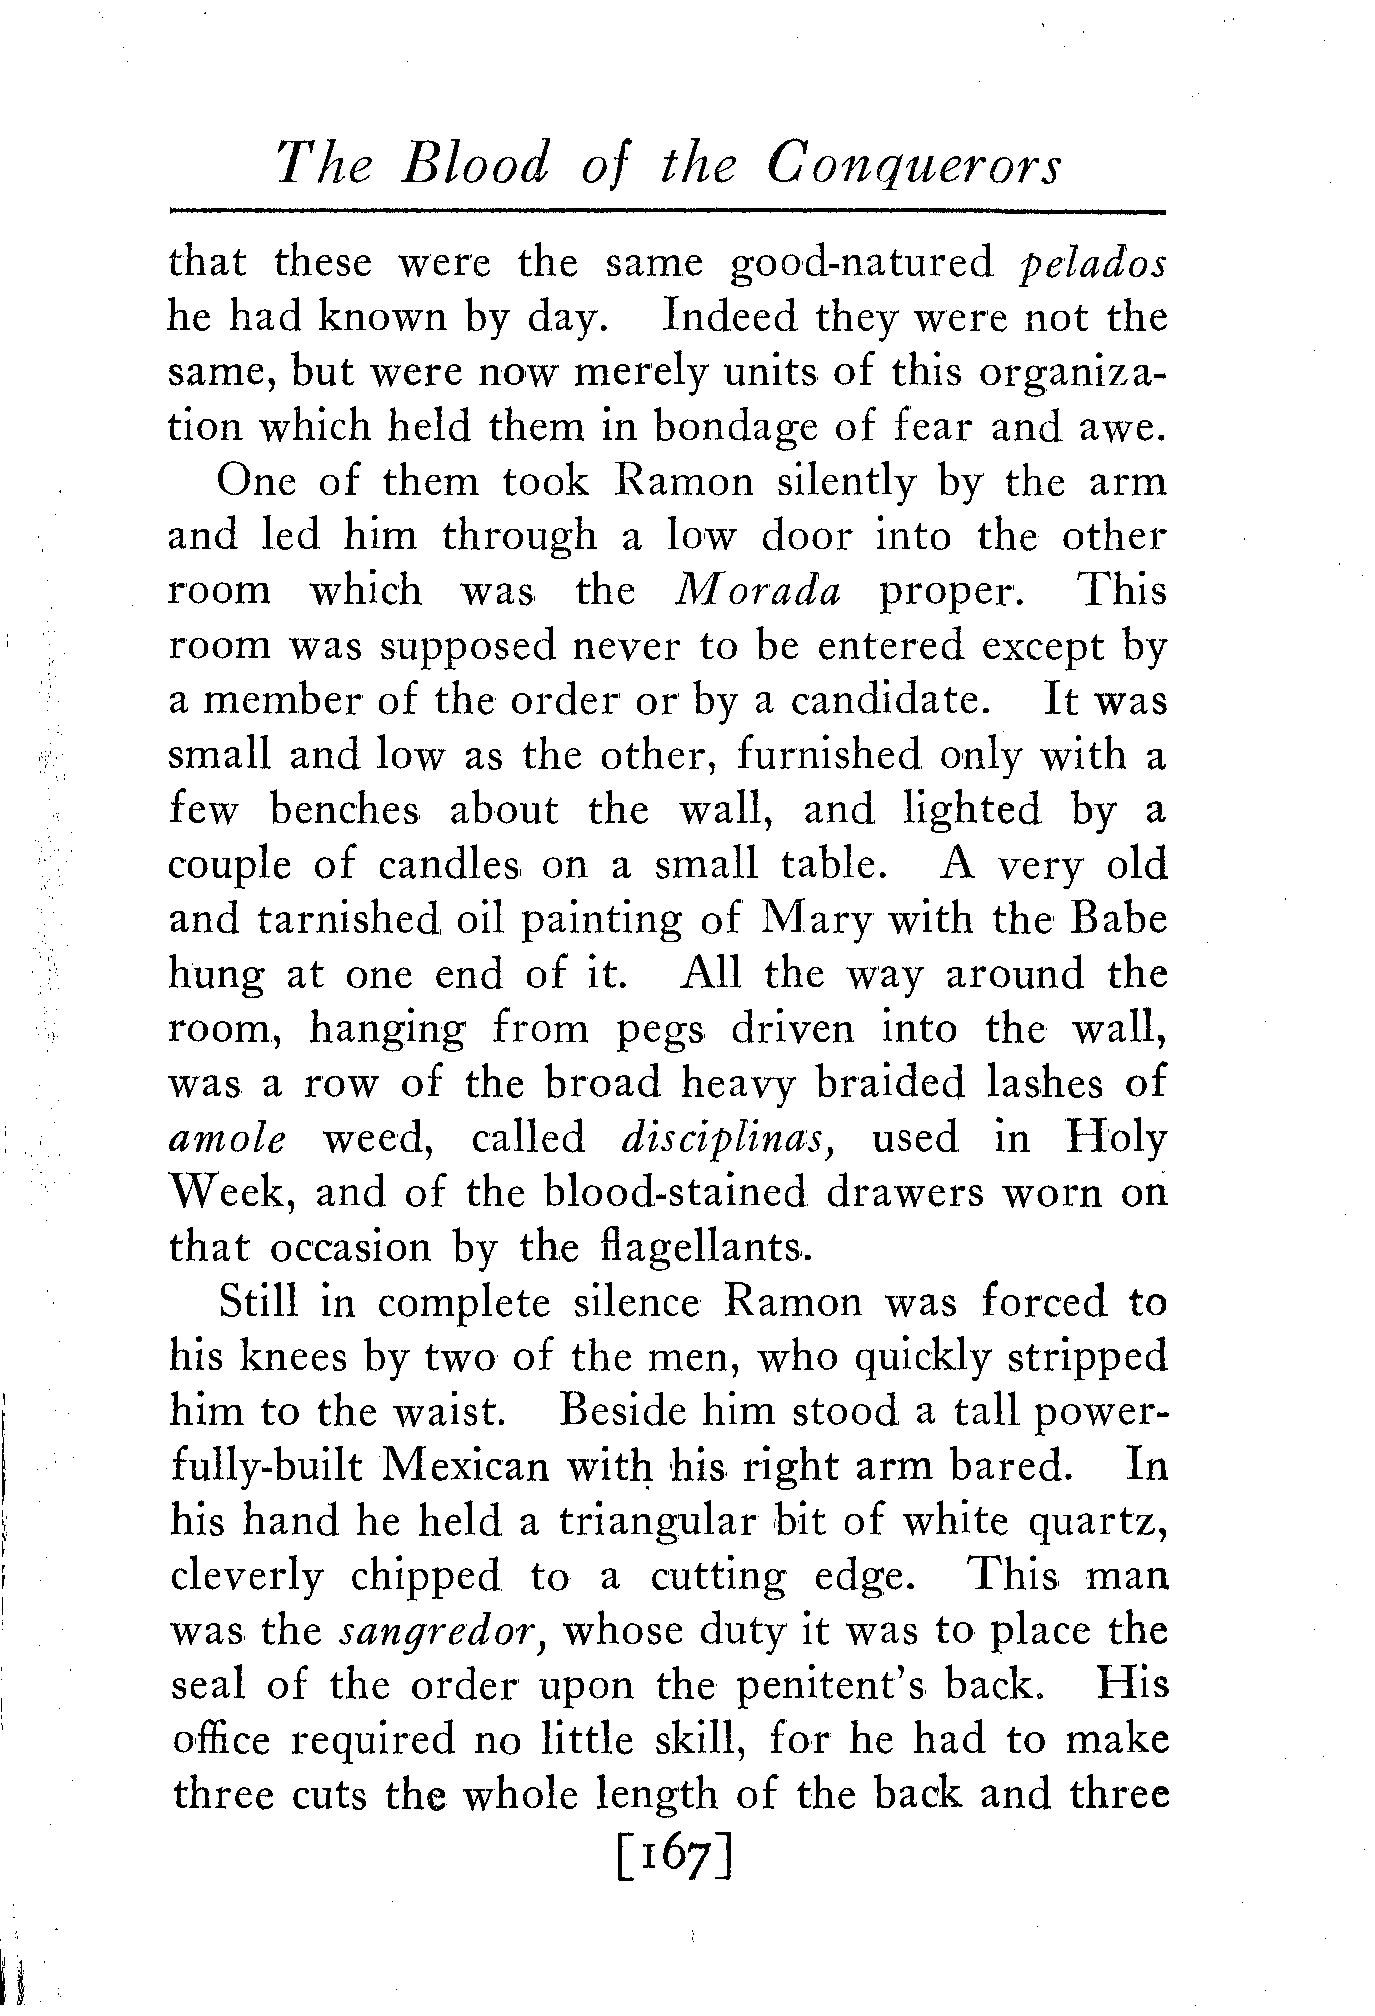 The Blood of the Conquerors
that these were the same good-natured pelados
he had known by day. Indeed they were not the
same, but were now merely units of this organiza-
tion which held them in bondage of fear and awe.
One of them took Ramon silently by the arm
and led him through a low door into the other
room which was the Morada proper. This
room was supposed never to be entered except by
a member of the order or by a candidate. It was
small and low as the other, furnished only with a
few benches about the wall, and lighted by a
couple of candles on a small table. A very old
and tarnished oil painting of Mary with the Babe
hung at one end of it. All the way around the
room, hanging from pegs driven into the wall,
was a row of the broad heavy braided lashes of
amole weed, called disciplinas, used in Holy
Week, and of the blood-stained drawers worn on
that occasion by the flagellants.
Still in complete silence Ramon was forced to
his knees by two of the men, who quickly stripped
him to the waist. Beside him stood a tall power-
fully-built Mexican with his right arm bared. In
his hand he held a triangular bit of white quartz,
cleverly chipped to a cutting edge. This man
was the sangredor, whose duty it was to place the
seal of the order upon the penitent's back. His
office required no little skill, for he had to make
three cuts the whole length of the back and three
[167]